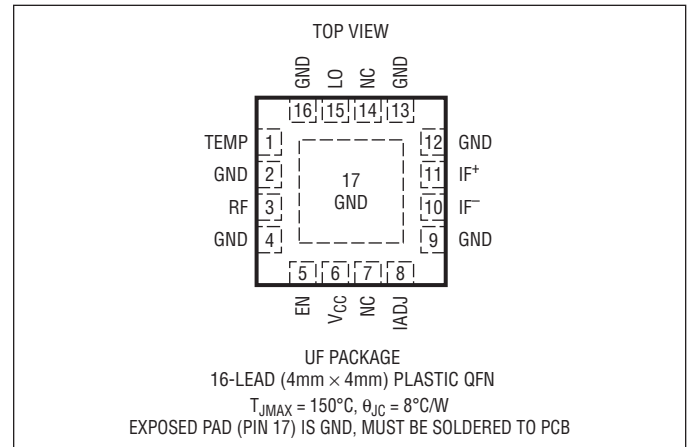 TOP VIEW
GND LO NC GND
16 15 14 13
TEMP 1 12 GND
GND 2 11 IF+
RF 3 10 IF–
GND 4 9 GND
17
GND
5 6 7 8
EN VCC NC IADJ
UF PACKAGE
16-LEAD (4mm × 4mm) PLASTIC QFN
TJMAX = 150°C, θJC = 8°C/W
EXPOSED PAD (PIN 17) IS GND, MUST BE SOLDERED TO PCB